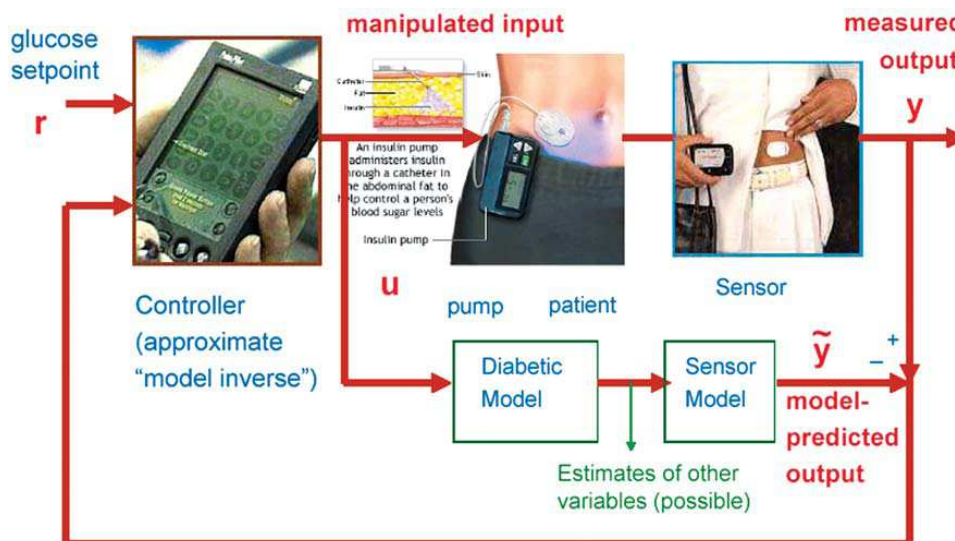 glucose
setpoint
r
manipulated input
measured
output
y
Skin
Catheter
Fat
Insulin
An insulin pump
administers insulin
through a catheter in
the abdominal fat to
help control a person's
blood sugar levels
Insulin pump
u
Controller
(approximate
“model inverse”)
pump patient
Sensor
Diabetic
Model
Sensor
Model
ỹ
+
–
model-
predicted
output
Estimates of other
variables (possible)